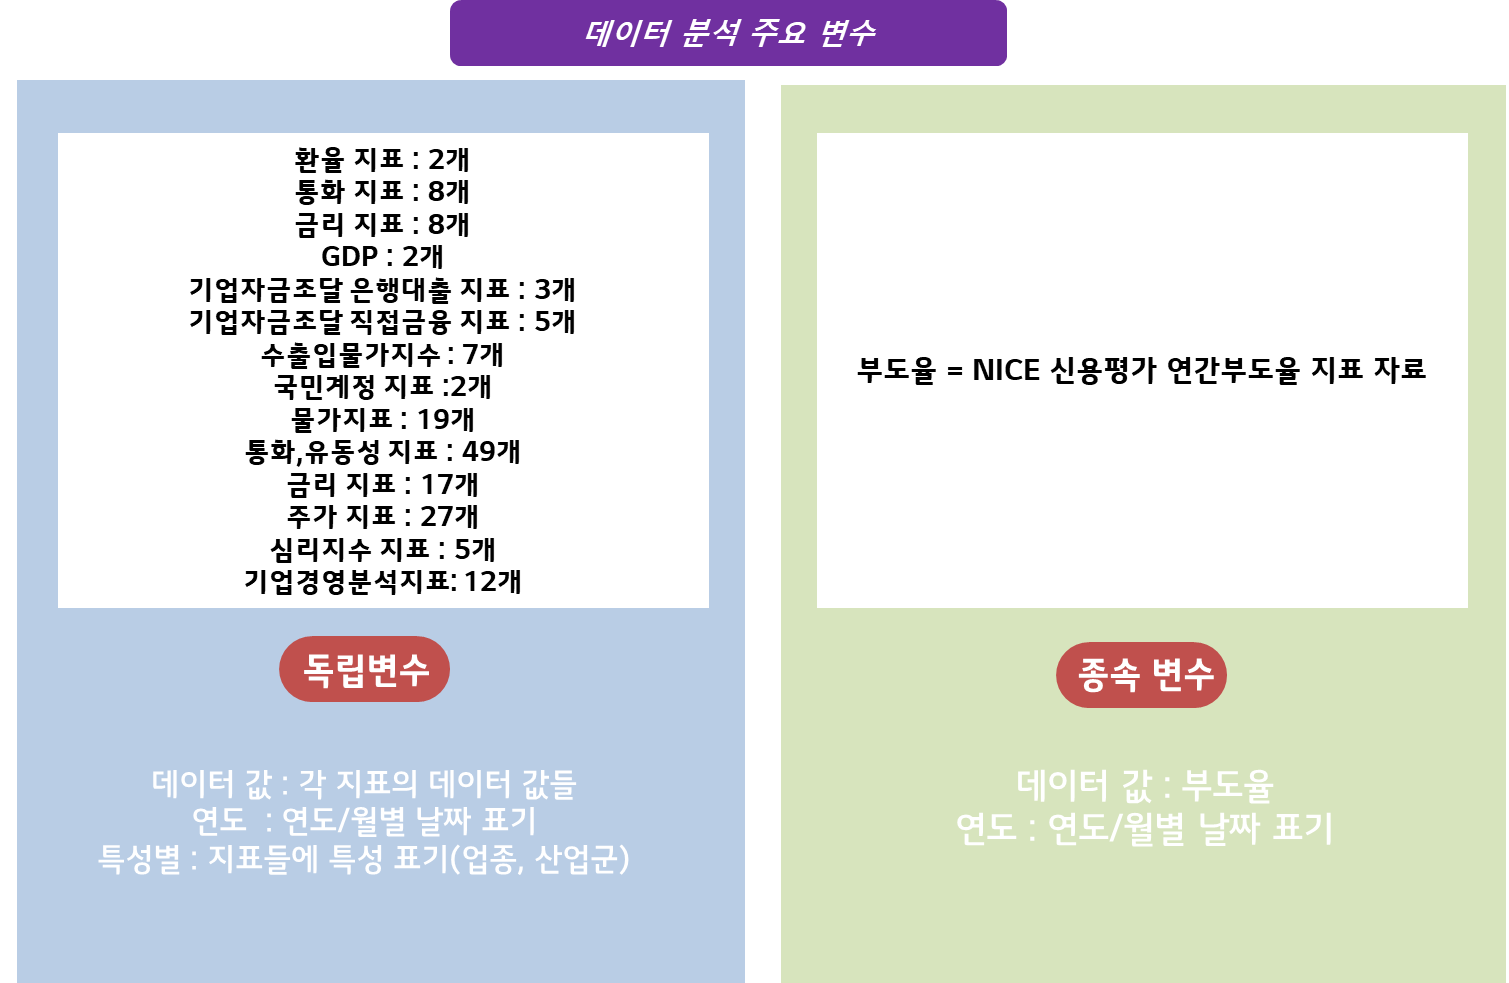 데이터 분석 주요 변수
환율 지표 : 2개
통화 지표 : 8개
금리 지표 : 8개
GDP : 2개
기업자금조달 은행대출 지표 : 3개
기업자금조달 직접금융 지표 : 5개
수출입물가지수 : 7개
국민계정 지표 :2개
물가지표 : 19개
통화,유동성 지표 : 49개
금리 지표 : 17개
주가 지표 : 27개
심리지수 지표 : 5개
기업경영분석지표: 12개
독립변수
데이터 값 : 각 지표의 데이터 값들
연도 : 연도/월별 날짜 표기
특성별 : 지표들에 특성 표기(업종, 산업군)
부도율 = NICE 신용평가 연간부도율 지표 자료
종속 변수
데이터 값 : 부도율
연도 : 연도/월별 날짜 표기